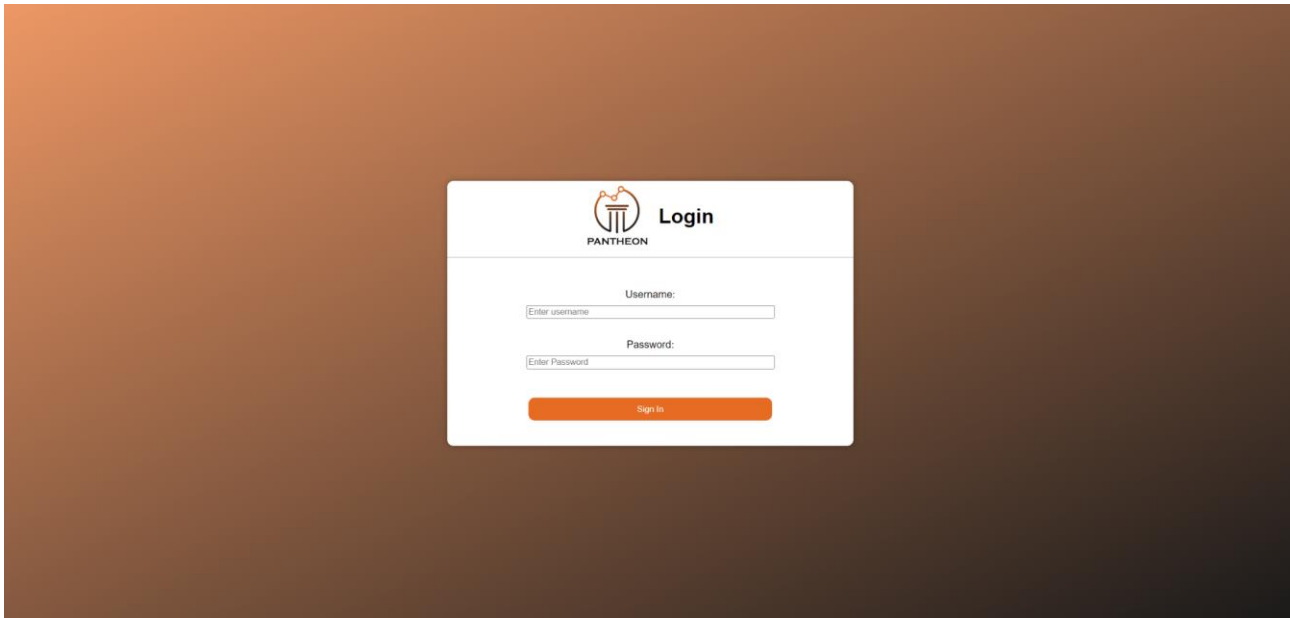 Login
PANTHEON
Username:
Enter username
Password:
Enter Password
Sign In